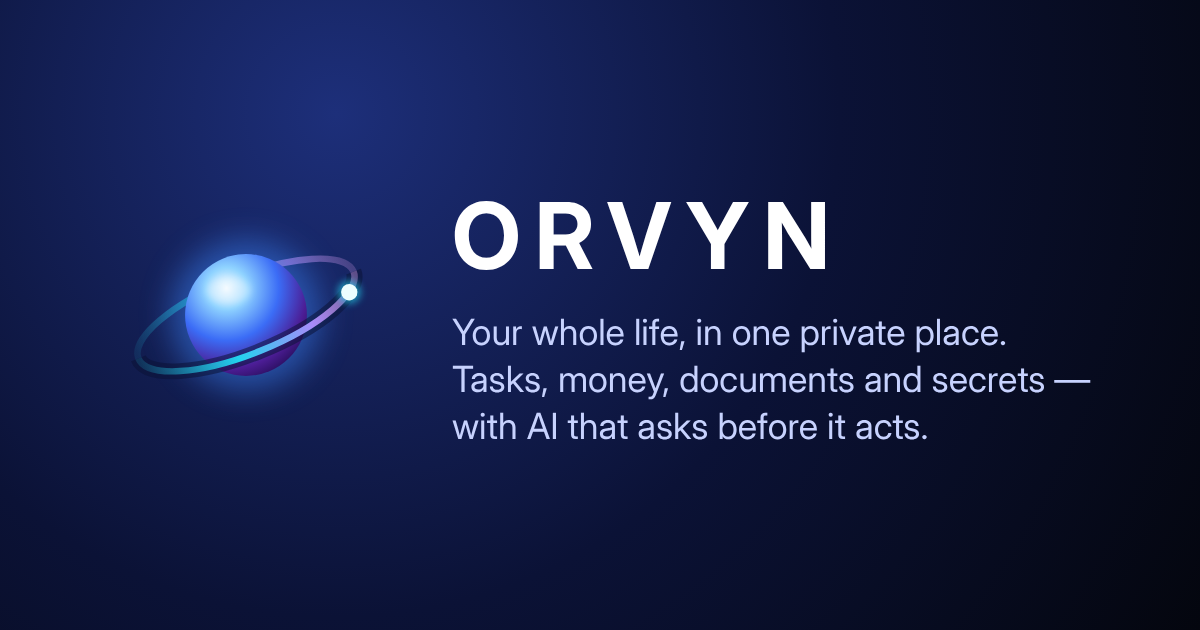 ORVYN
Your whole life, in one private place.
Tasks, money, documents and secrets —
with AI that asks before it acts.